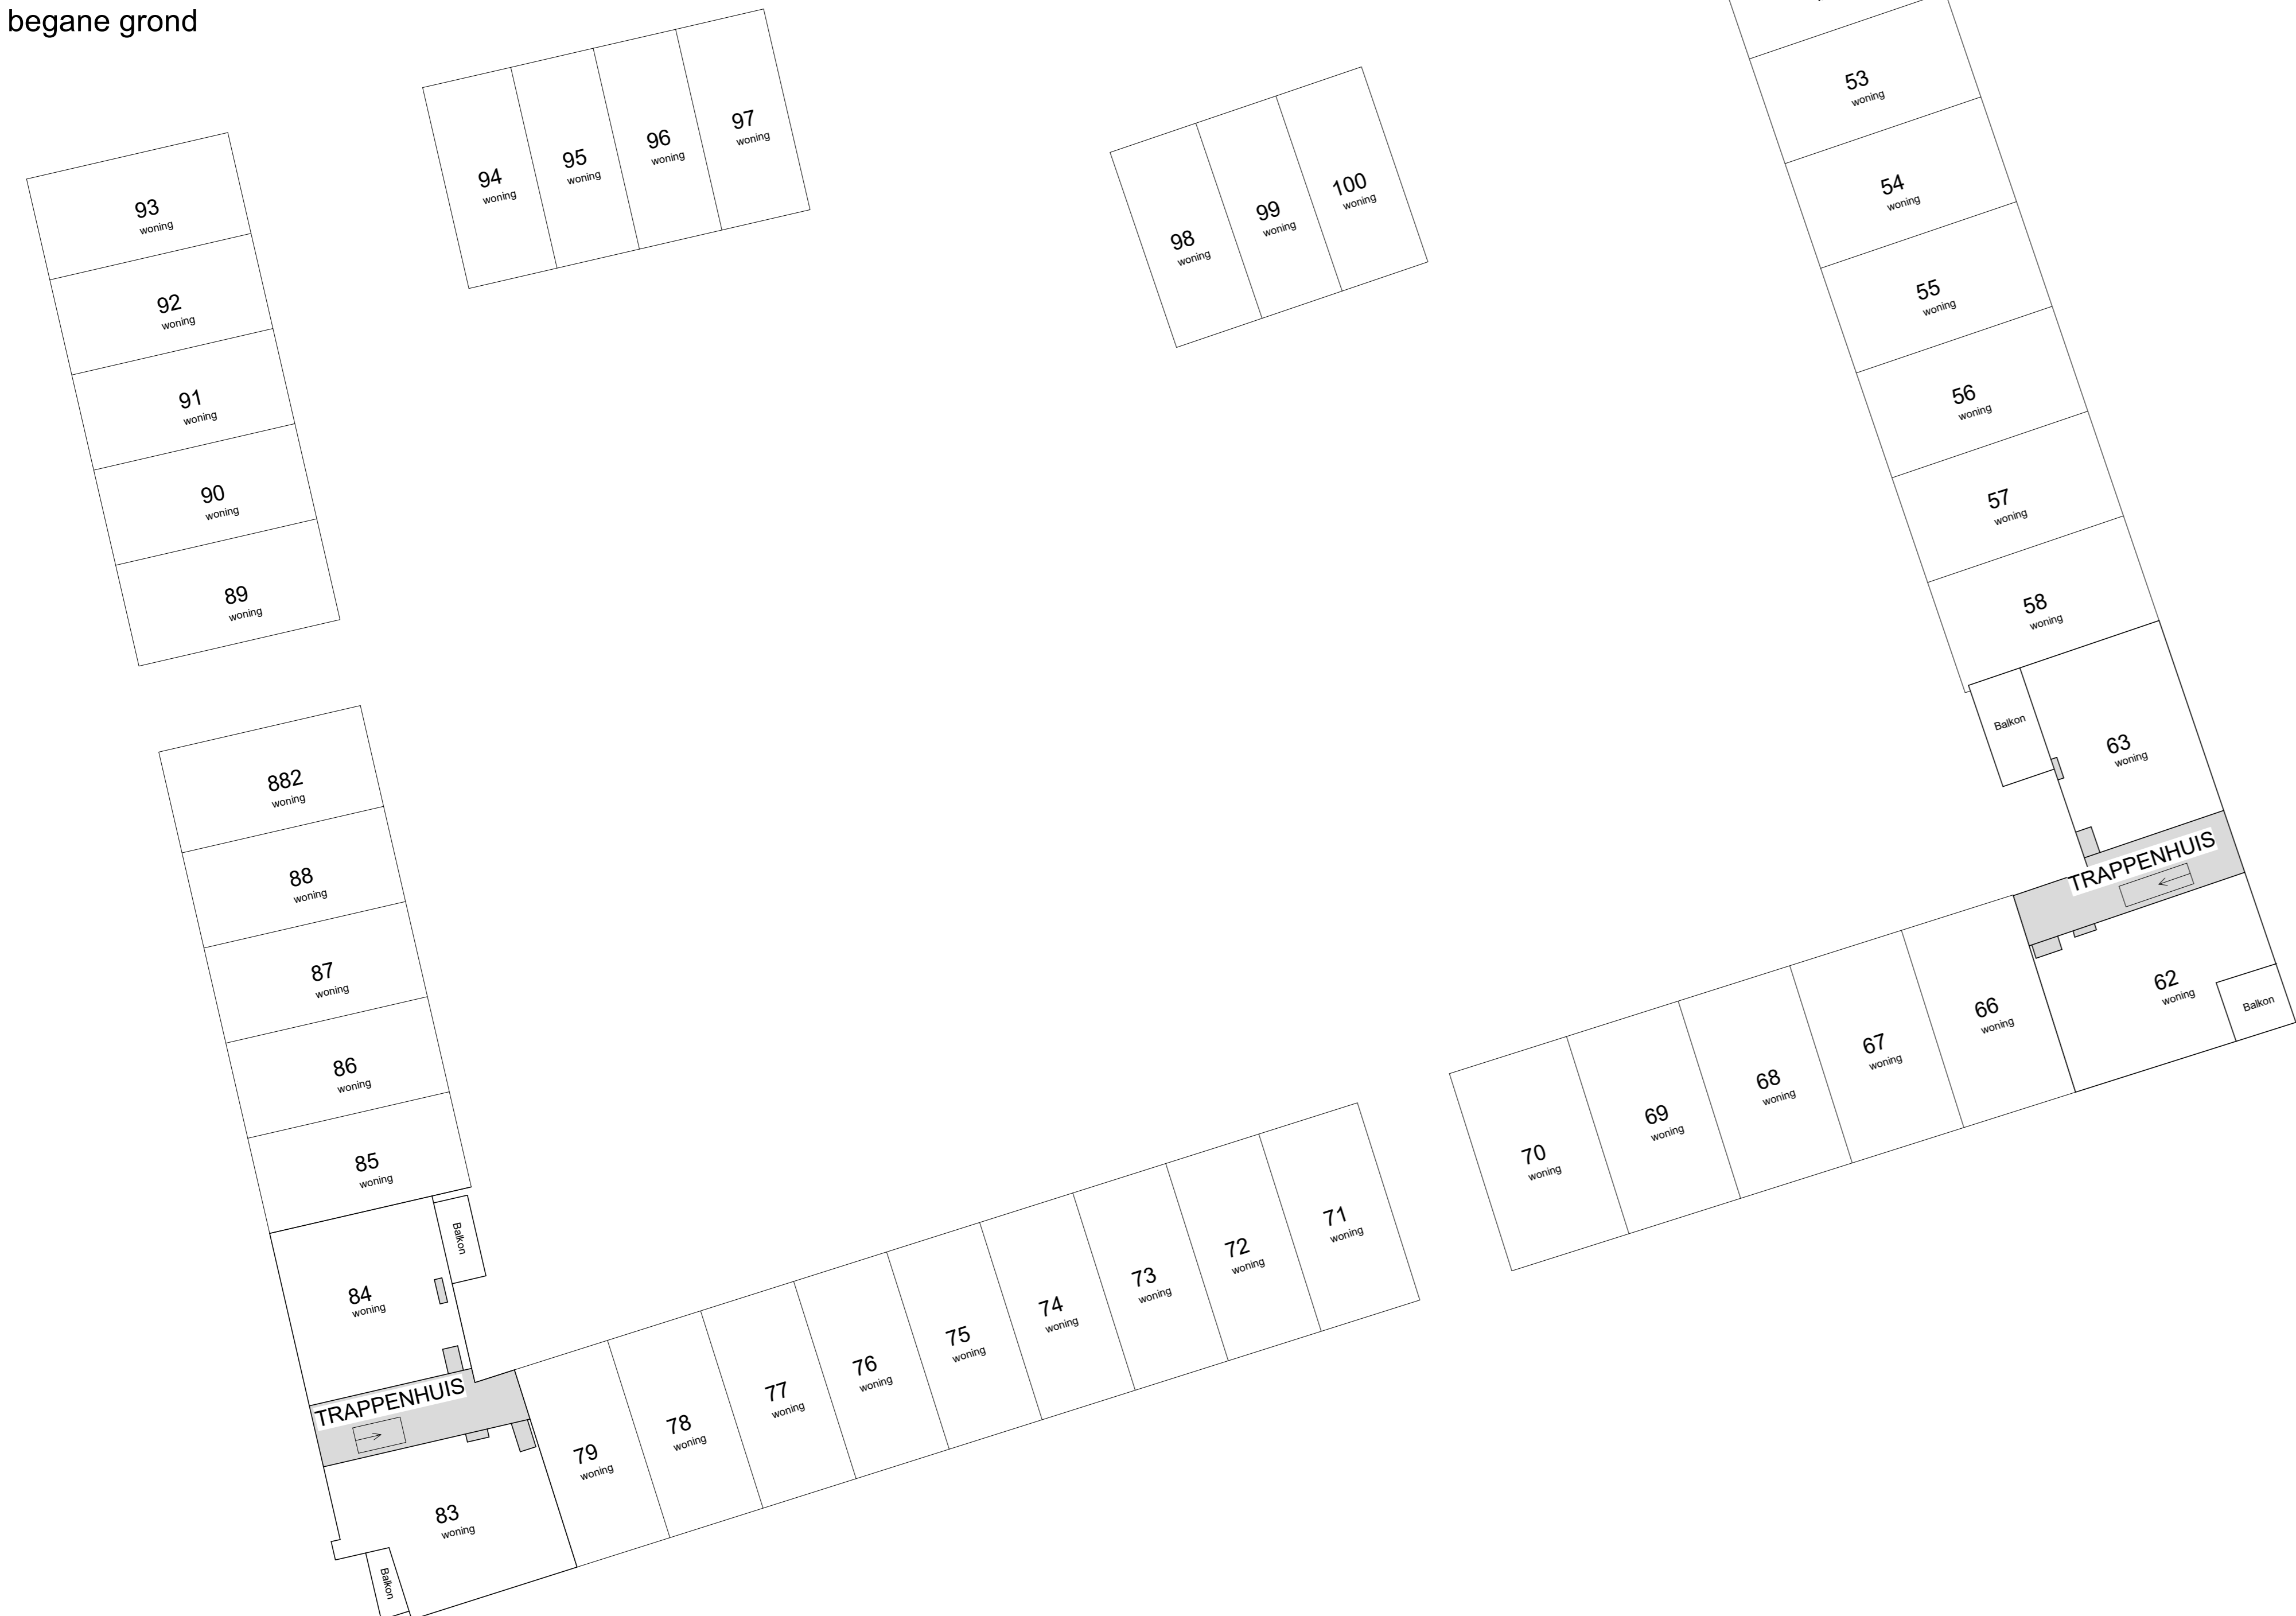 begane grond
94
woning
95
woning
96
woning
97
woning
98
woning
99
woning
100
woning
53
woning
54
woning
55
woning
56
woning
57
woning
58
woning
Balkon
63
woning
TRAPPENHUIS
62
woning
Balkon
66
woning
67
woning
68
woning
69
woning
70
woning
71
woning
72
woning
73
woning
74
woning
75
woning
76
woning
77
woning
78
woning
79
woning
93
woning
92
woning
91
woning
90
woning
89
woning
882
woning
88
woning
87
woning
86
woning
85
woning
Balkon
84
woning
TRAPPENHUIS
83
woning
Balkon